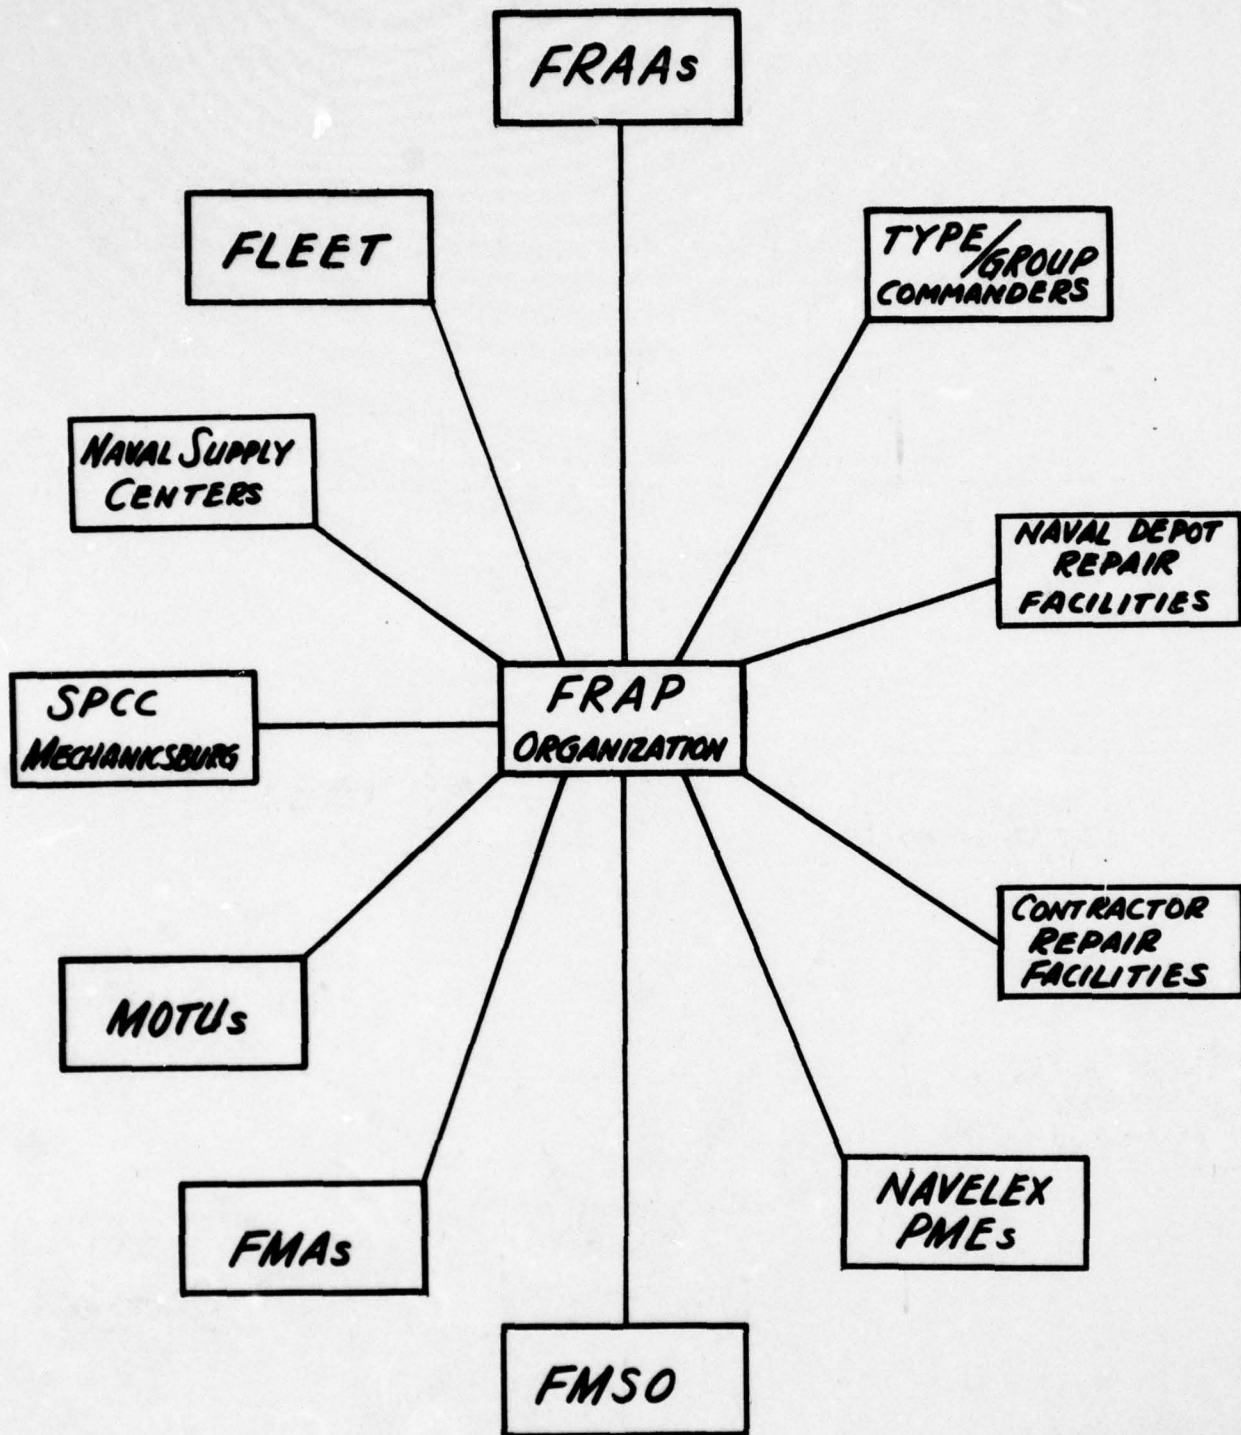 FRAAs
FLEET
TYPE/GROUP
COMMANDERS
NAVAL SUPPLY
CENTERS
NAVAL DEPOT
REPAIR
FACILITIES
SPCC
MECHANICSBURG
FRAP
ORGANIZATION
CONTRACTOR
REPAIR
FACILITIES
MOTUs
FMAs
NAVELEX
PMEs
FMSO